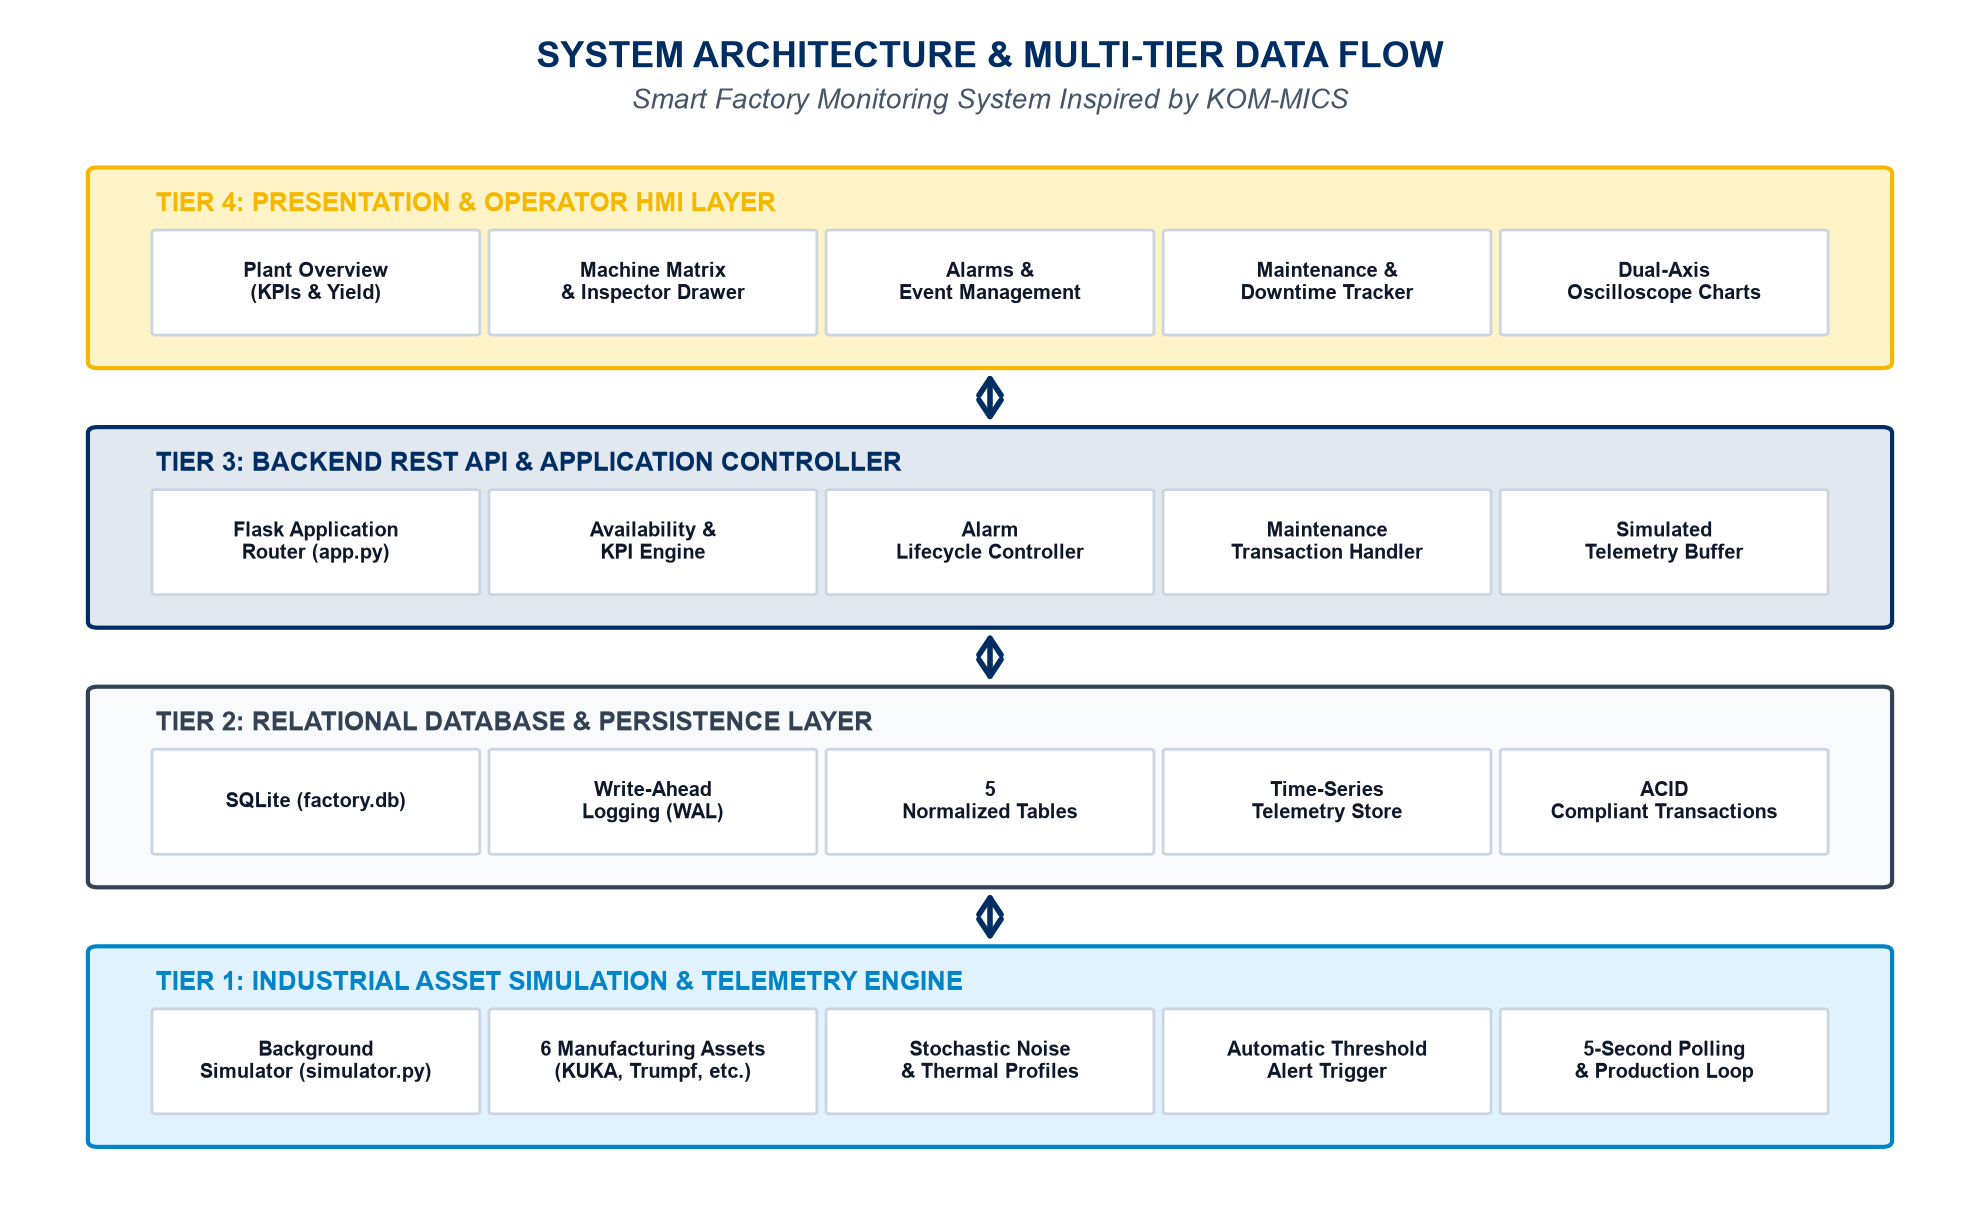 SYSTEM ARCHITECTURE & MULTI-TIER DATA FLOW
Smart Factory Monitoring System Inspired by KOM-MICS
TIER 4: PRESENTATION & OPERATOR HMI LAYER
Plant Overview
(KPIs & Yield)
Machine Matrix
& Inspector Drawer
Alarms &
Event Management
Maintenance &
Downtime Tracker
Dual-Axis
Oscilloscope Charts
TIER 3: BACKEND REST API & APPLICATION CONTROLLER
Flask Application
Router (app.py)
Availability &
KPI Engine
Alarm
Lifecycle Controller
Maintenance
Transaction Handler
Simulated
Telemetry Buffer
TIER 2: RELATIONAL DATABASE & PERSISTENCE LAYER
SQLite (factory.db)
Write-Ahead
Logging (WAL)
5
Normalized Tables
Time-Series
Telemetry Store
ACID
Compliant Transactions
TIER 1: INDUSTRIAL ASSET SIMULATION & TELEMETRY ENGINE
Background
Simulator (simulator.py)
6 Manufacturing Assets
(KUKA, Trumpf, etc.)
Stochastic Noise
& Thermal Profiles
Automatic Threshold
Alert Trigger
5-Second Polling
& Production Loop